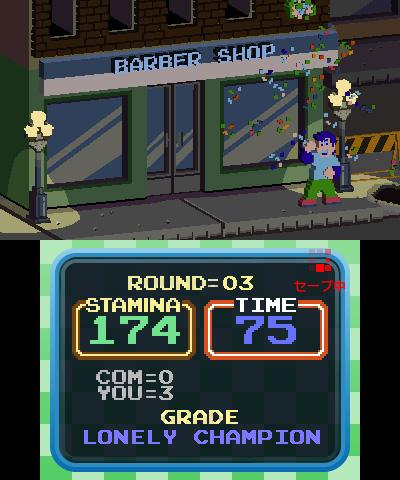 BARBER SHOP
ROUND=03
セーブ中
STAMINA
TIME
174
75
COM=0
YOU=3
GRADE
LONELY CHAMPION